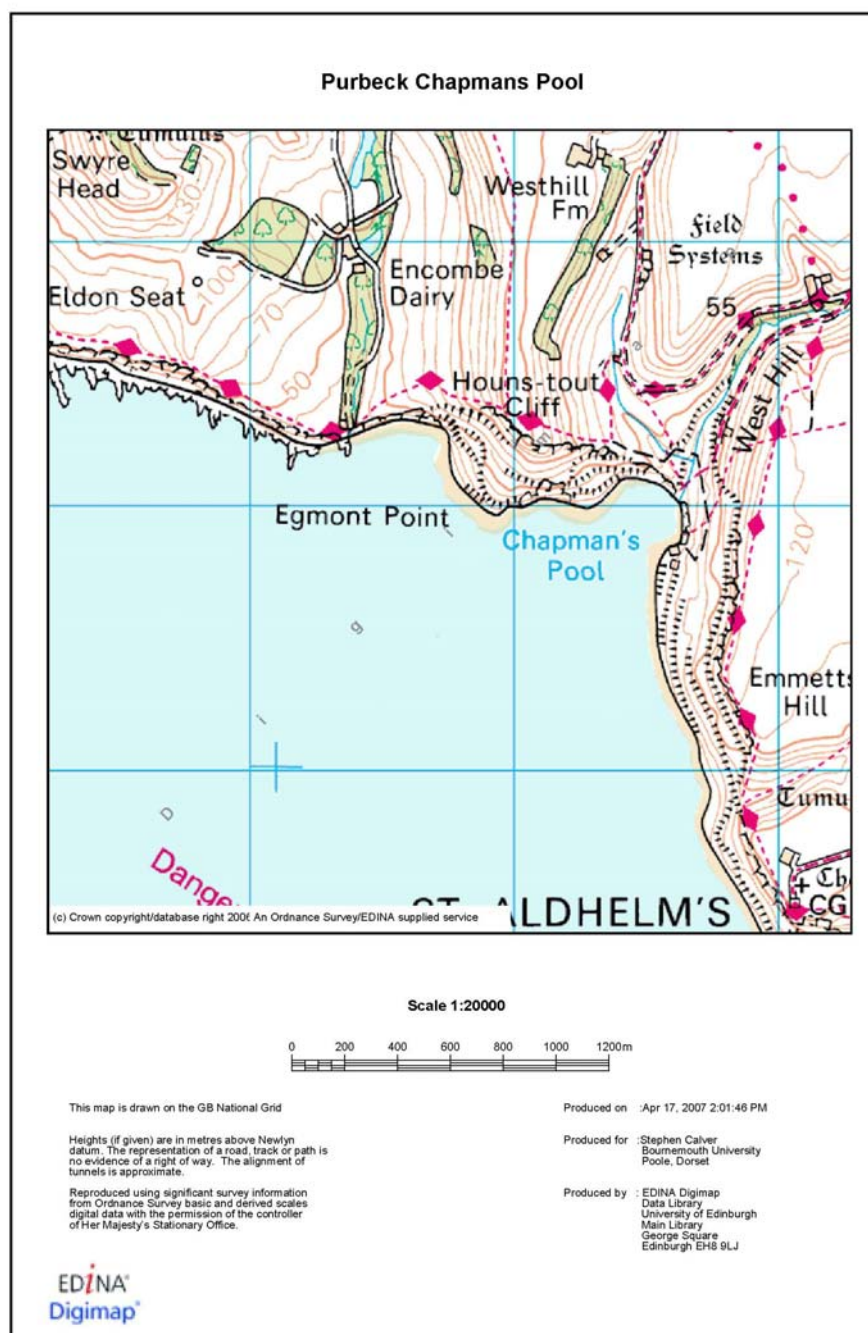 Purbeck Chapmans Pool
Tumulus
Swyre
Head
130
Westhill
Fm
Field
Systems
Encombe
Dairy
Eldon Seat
100
70
50
55
Houns-tout
Cliff
West Hill
Egmont Point
Chapman's
Pool
120
Emmetts
Hill
D i g i m a p
Tumu
Dange
Ch
CG
ST ALDHELM'S
(c) Crown copyright/database right 2006 An Ordnance Survey/EDINA supplied service
Scale 1:20000
0 200 400 600 800 1000 1200m
This map is drawn on the GB National Grid
Heights (if given) are in metres above Newlyn
datum. The representation of a road, track or path is
no evidence of a right of way. The alignment of
tunnels is approximate.
Reproduced using significant survey information
from Ordnance Survey basic and derived scales
digital data with the permission of the controller
of Her Majesty's Stationary Office.
Produced on :Apr 17, 2007 2:01:46 PM
Produced for :Stephen Calver
Bournemouth University
Poole, Dorset
Produced by : EDINA Digimap
Data Library
University of Edinburgh
Main Library
George Square
Edinburgh EH8 9LJ
EDINA
Digimap